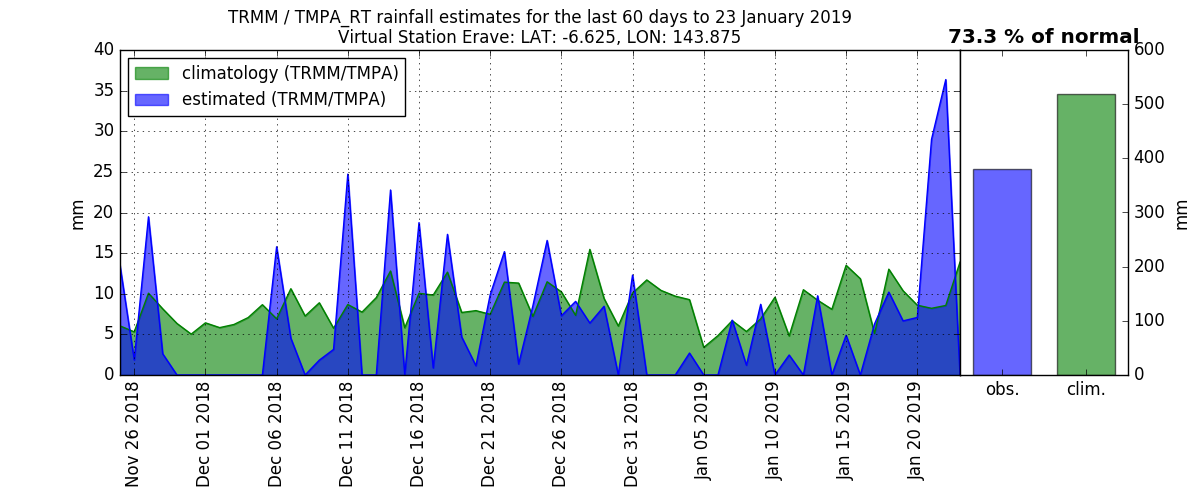 TRMM / TMPA_RT rainfall estimates for the last 60 days to 23 January 2019
Virtual Station Erave: LAT: -6.625, LON: 143.875
73.3 % of normal
climatology (TRMM/TMPA)
estimated (TRMM/TMPA)
40
35
30
25
20
15
10
5
0
mm
Nov 26 2018
Dec 01 2018
Dec 06 2018
Dec 11 2018
Dec 16 2018
Dec 21 2018
Dec 26 2018
Dec 31 2018
Jan 05 2019
Jan 10 2019
Jan 15 2019
Jan 20 2019
600
500
400
300
200
100
0
mm
obs.
clim.